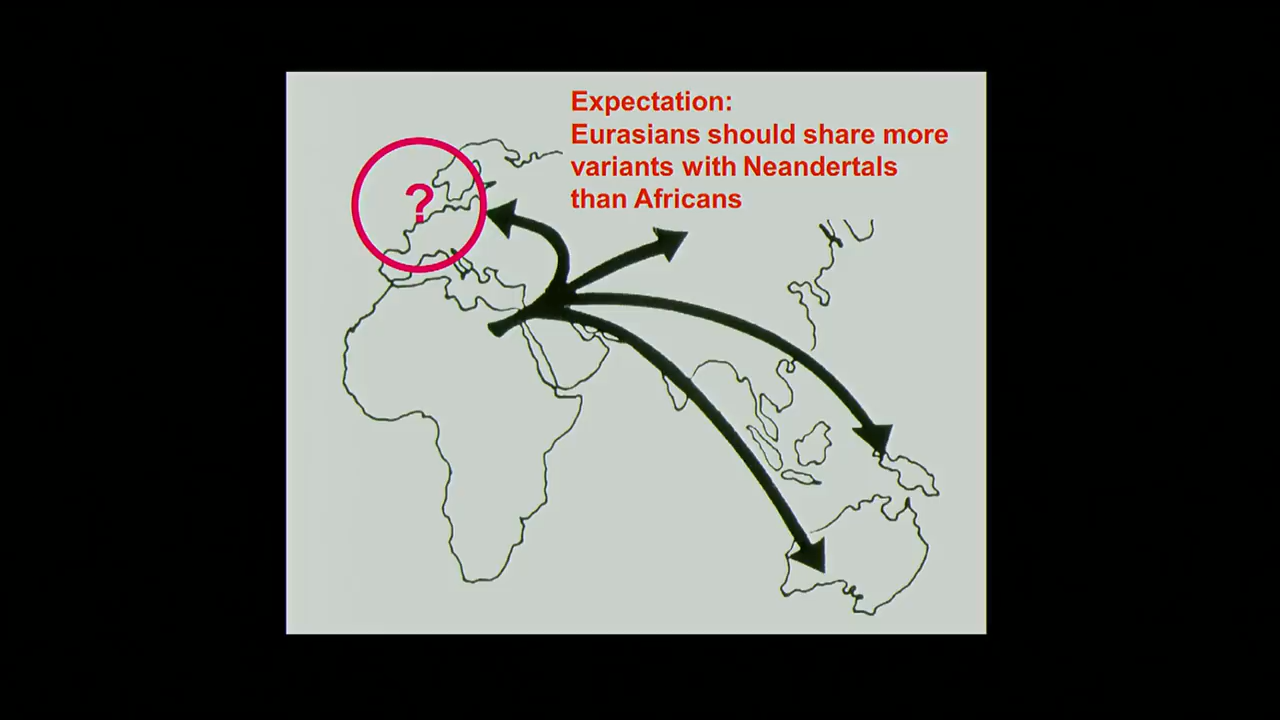 Expectation:
Eurasians should share more
variants with Neandertals
than Africans
?